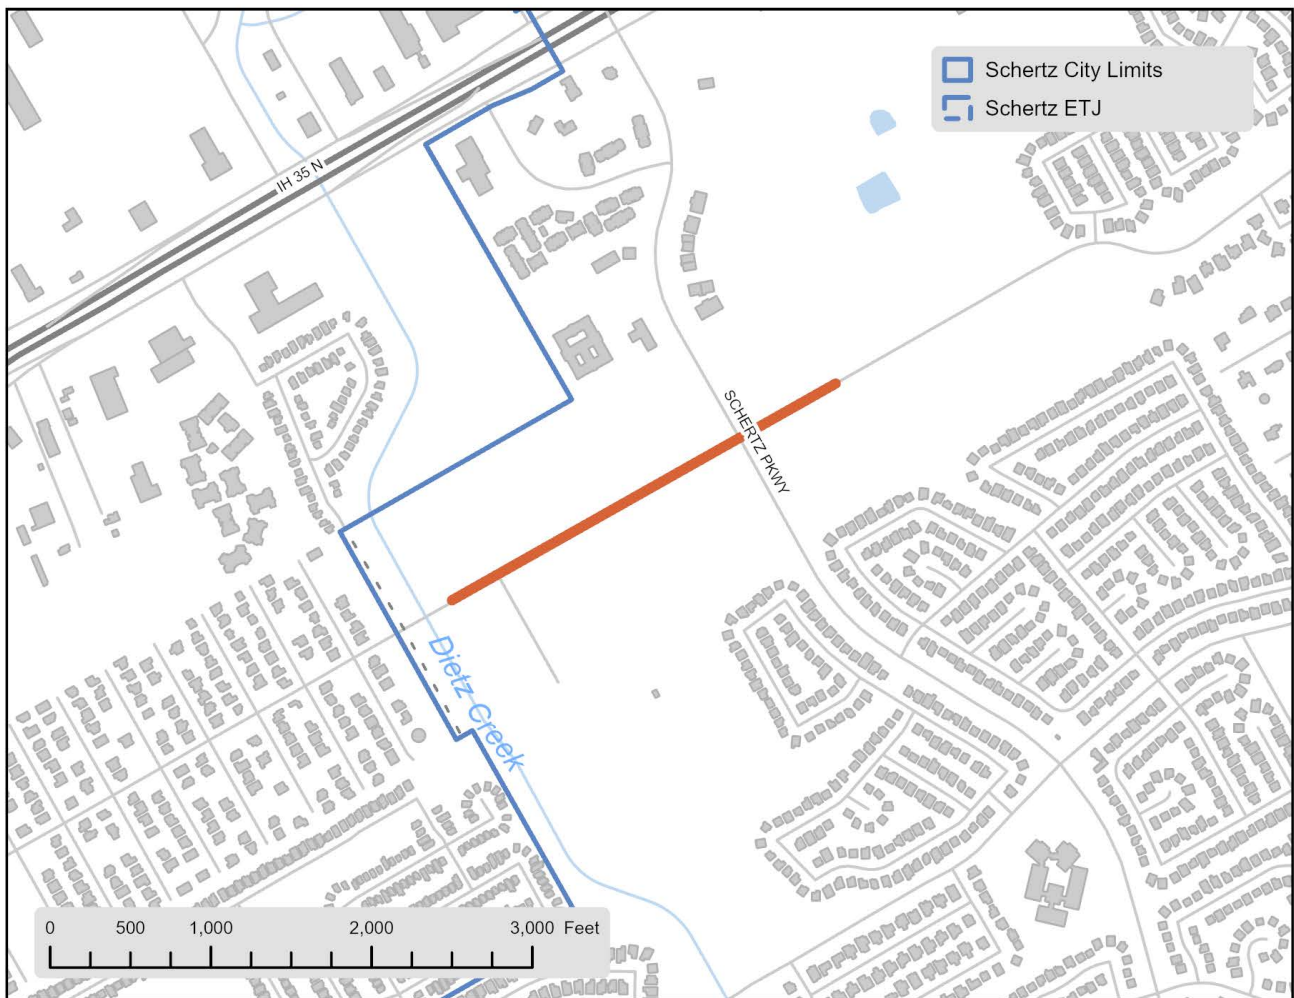 Schertz City Limits
Schertz ETJ
IH 35 N
SCHERTZ PKWY
Dietz Creek
0 500 1,000 2,000 3,000 Feet